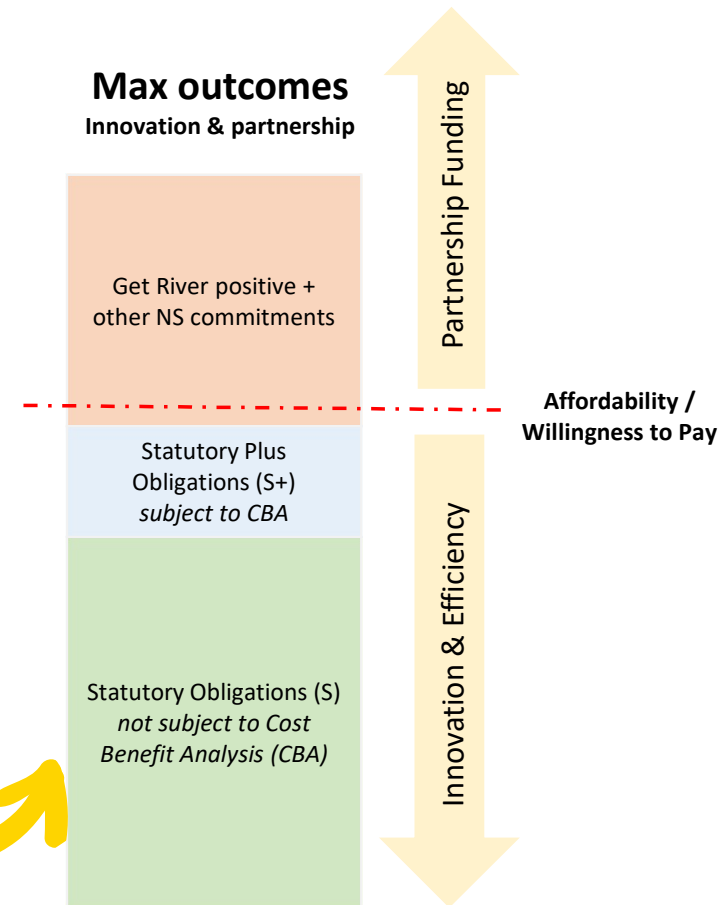 Max outcomes
Innovation & partnership
Get River positive +
other NS commitments
Statutory Plus
Obligations (S+)
subject to CBA
Statutory Obligations (S)
not subject to Cost
Benefit Analysis (CBA)
Partnership Funding
Affordability /
Willingness to Pay
Innovation & Efficiency